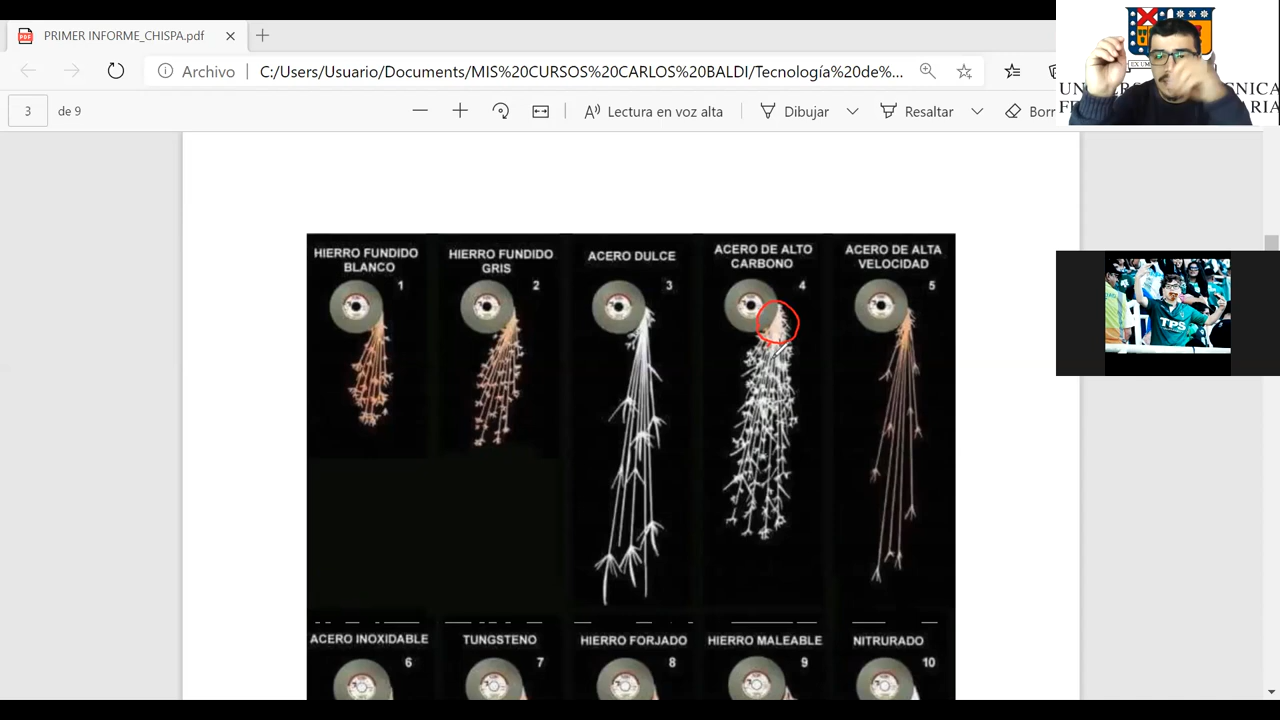 PRIMER INFORME_CHISPA.pdf
Archivo
C:/Users/Usuario/Documents/MIS%20CURSOS%20CARLOS%20BALDI/Tecnología%20de%...
3
de 9
Lectura en voz alta
Dibujar
Resaltar
Borr
HIERRO FUNDIDO
BLANCO
1
HIERRO FUNDIDO
GRIS
2
ACERO DULCE
3
ACERO DE ALTO
CARBONO
4
ACERO DE ALTA
VELOCIDAD
5
ACERO INOXIDABLE
6
TUNGSTENO
7
HIERRO FORJADO
8
HIERRO MALEABLE
9
NITRURADO
10
TPS